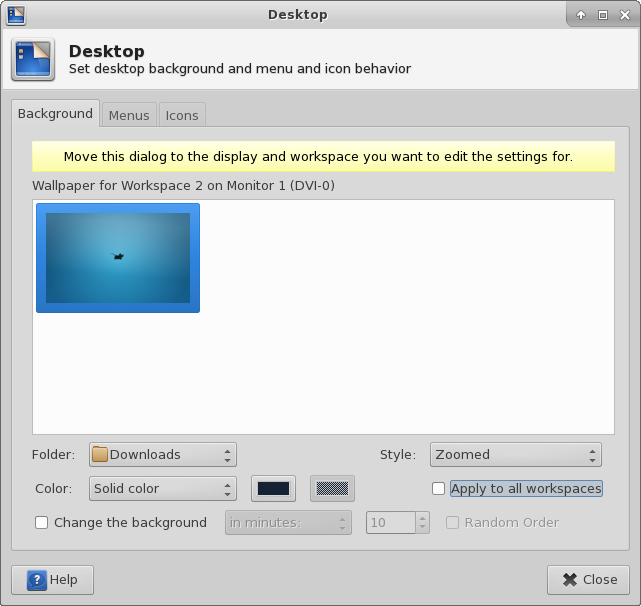 Desktop
Desktop
Set desktop background and menu and icon behavior
Background Menus Icons
Move this dialog to the display and workspace you want to edit the settings for.
Wallpaper for Workspace 2 on Monitor 1 (DVI-0)
Folder: Downloads Style: Zoomed
Color: Solid color Apply to all workspaces
Change the background in minutes: 10 Random Order
Help Close